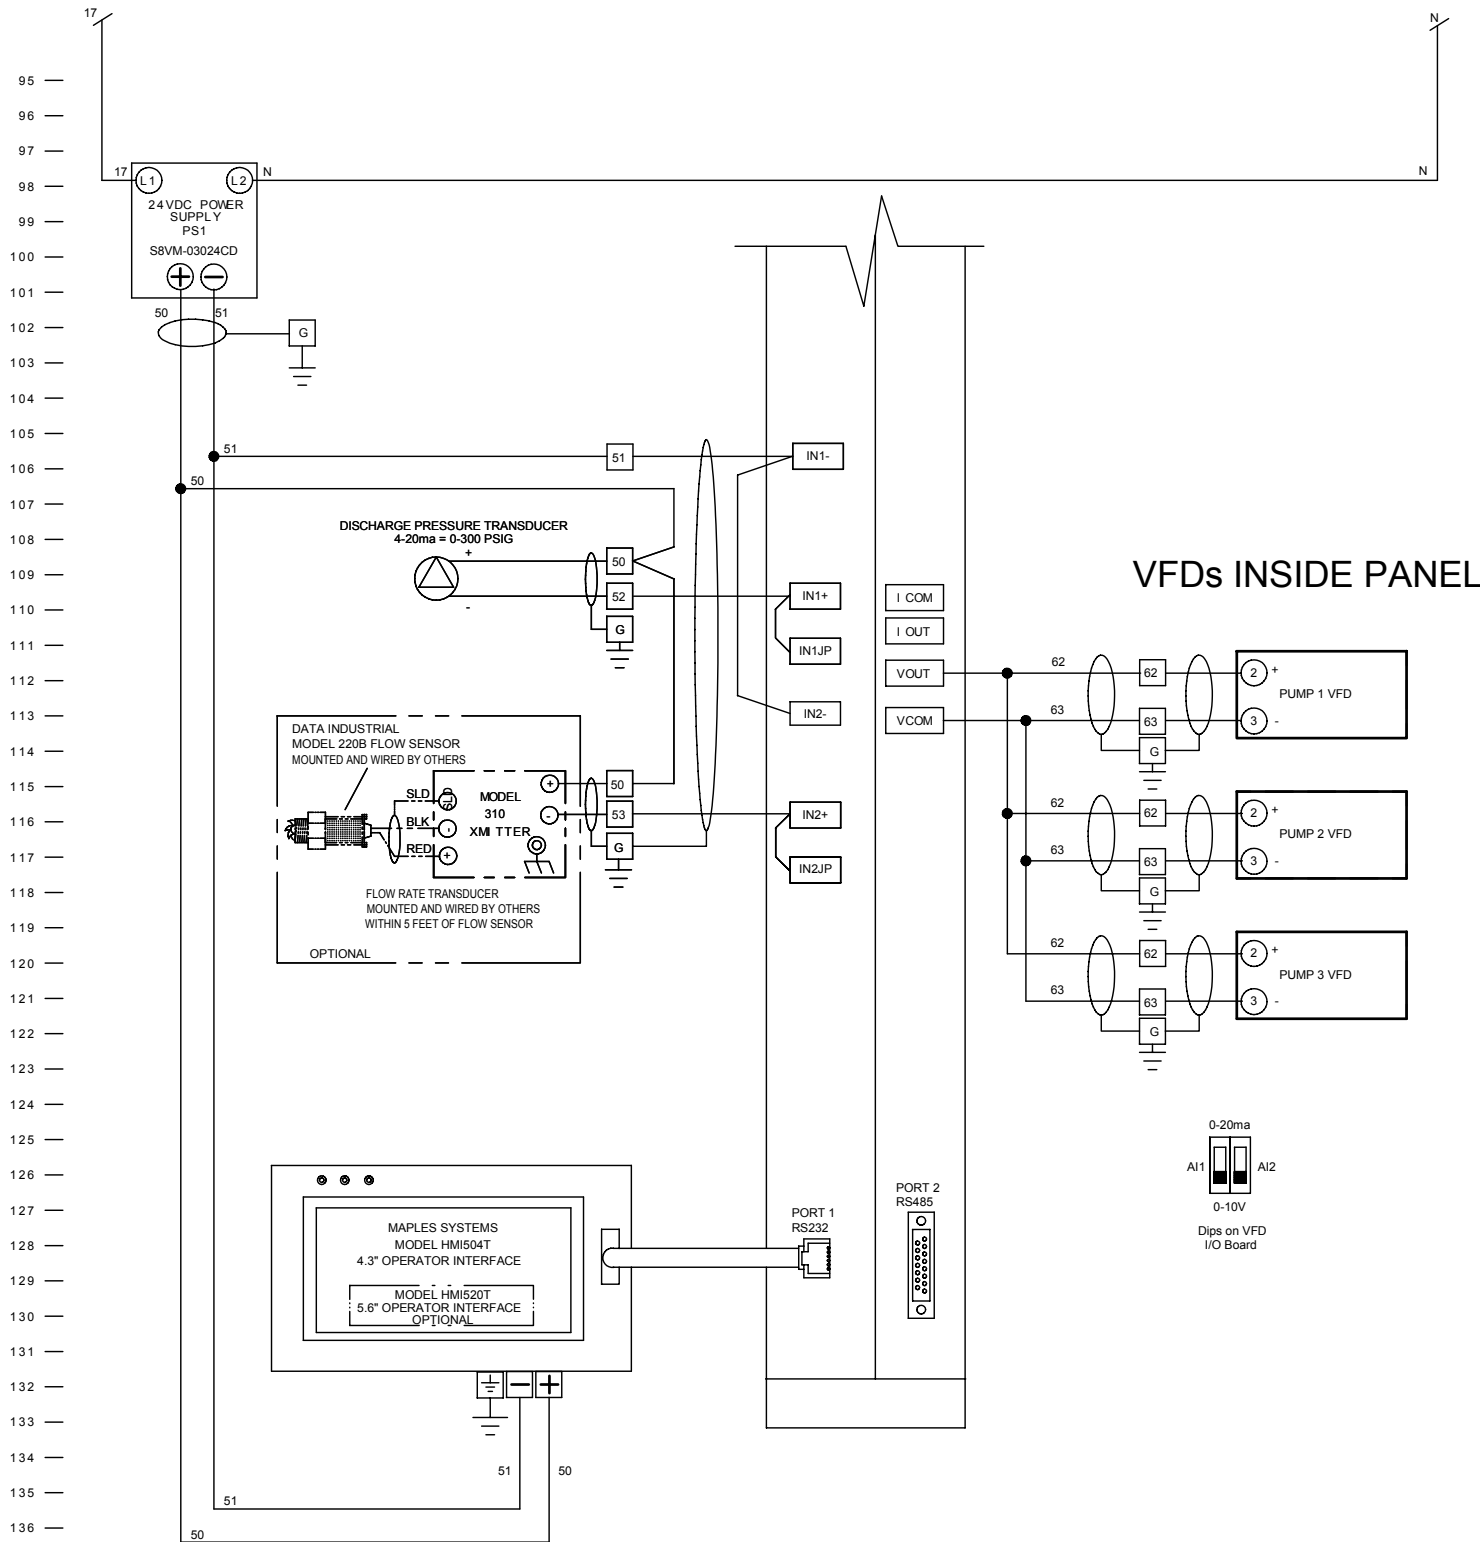 17
N
95
96
97
17
L1
L2
N
N
98
24VDC POWER
SUPPLY
PS1
S8VM-03024CD
99
100
101
50
51
102
G
103
104
105
51
51
IN1-
106
50
107
DISCHARGE PRESSURE TRANSDUCER
4-20ma = 0-300 PSIG
108
+
50
109
VFDs INSIDE PANEL
52
IN1+
I COM
110
-
G
I OUT
111
IN1JP
VOUT
62
62
2
+
112
PUMP 1 VFD
IN2-
VCOM
63
63
3
-
113
DATA INDUSTRIAL
MODEL 220B FLOW SENSOR
MOUNTED AND WIRED BY OTHERS
114
G
115
+
50
SLD
SLD
MODEL
310
XMITTER
-
53
IN2+
62
62
2
+
116
BLK
-
PUMP 2 VFD
RED
+
G
117
63
63
3
-
IN2JP
118
FLOW RATE TRANSDUCER
MOUNTED AND WIRED BY OTHERS
WITHIN 5 FEET OF FLOW SENSOR
G
119
OPTIONAL
62
62
2
+
120
PUMP 3 VFD
121
63
63
3
-
122
G
123
124
125
0-20ma
126
AI1
AI2
0-10V
Dips on VFD
I/O Board
127
PORT 2
RS485
PORT 1
RS232
MAPLES SYSTEMS
MODEL HMI504T
4.3" OPERATOR INTERFACE
128
129
MODEL HMI520T
5.6" OPERATOR INTERFACE
OPTIONAL
130
131
132
133
134
51
50
135
51
136
50